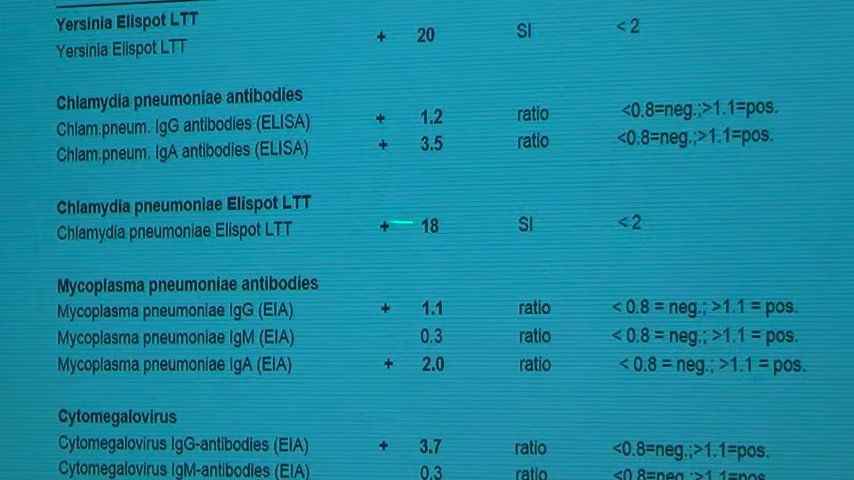 Yersinia Elispot LTT
Yersinia Elispot LTT + 20 SI < 2
Chlamydia pneumoniae antibodies
Chlam.pneum. IgG antibodies (ELISA) + 1.2 ratio <0.8=neg.;>1.1=pos.
Chlam.pneum. IgA antibodies (ELISA) + 3.5 ratio <0.8=neg.;>1.1=pos.
Chlamydia pneumoniae Elispot LTT
Chlamydia pneumoniae Elispot LTT + 18 SI < 2
Mycoplasma pneumoniae antibodies
Mycoplasma pneumoniae IgG (EIA) + 1.1 ratio < 0.8 = neg.; >1.1 = pos.
Mycoplasma pneumoniae IgM (EIA) 0.3 ratio < 0.8 = neg.; >1.1 = pos.
Mycoplasma pneumoniae IgA (EIA) + 2.0 ratio < 0.8 = neg.; >1.1 = pos.
Cytomegalovirus
Cytomegalovirus IgG-antibodies (EIA) + 3.7 ratio <0.8=neg.;>1.1=pos.
Cytomegalovirus IgM-antibodies (EIA) 0.3 ratio <0.8=neg.;>1.1=pos.